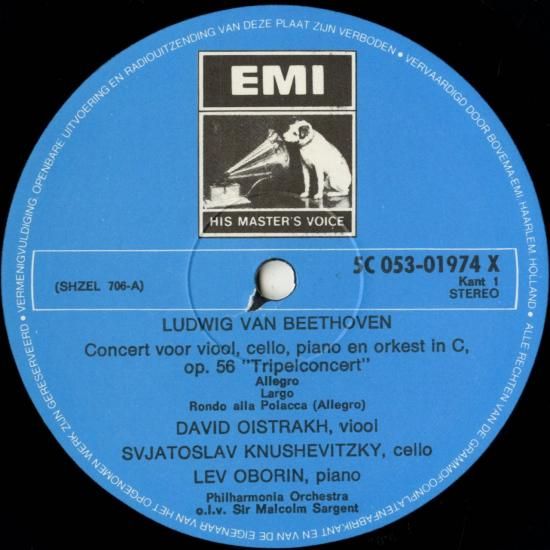 EMI
HIS MASTER'S VOICE
5C 053-01974 X
Kant 1
STEREO
(SHZEL 706-A)
LUDWIG VAN BEETHOVEN
Concert voor viool, cello, piano en orkest in C,
op. 56 "Tripelconcert"
Allegro
Largo
Rondo alla Polacca (Allegro)
DAVID OISTRAKH, viool
SVJATOSLAV KNUSHEVITZKY, cello
LEV OBORIN, piano
Philharmonia Orchestra
o.l.v. Sir Malcolm Sargent
ALLE RECHTEN VAN DE GRAMMOFOONPLATENFABRIKANT EN VAN DE EIGENAAR VAN HET OPGENOMEN WERK ZIJN GERESERVEERD • VERMENIGVULDIGING, OPENBARE UITVOERING EN RADIOUITZENDING VAN DEZE PLAAT ZIJN VERBODEN • VERVAARDIGD DOOR BOVEMA-EMI, HAARLEM, HOLLAND •